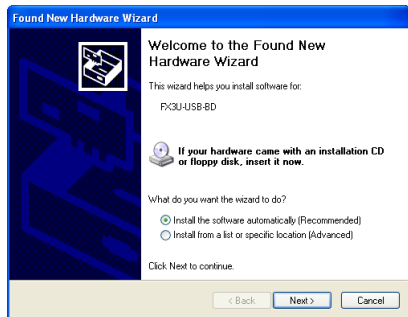 Found New Hardware Wizard
Welcome to the Found New
Hardware Wizard
This wizard helps you install software for:
FX3U-USB-BD
If your hardware came with an installation CD
or floppy disk, insert it now.
What do you want the wizard to do?
Install the software automatically (Recommended)
Install from a list or specific location (Advanced)
Click Next to continue.
< Back Next > Cancel